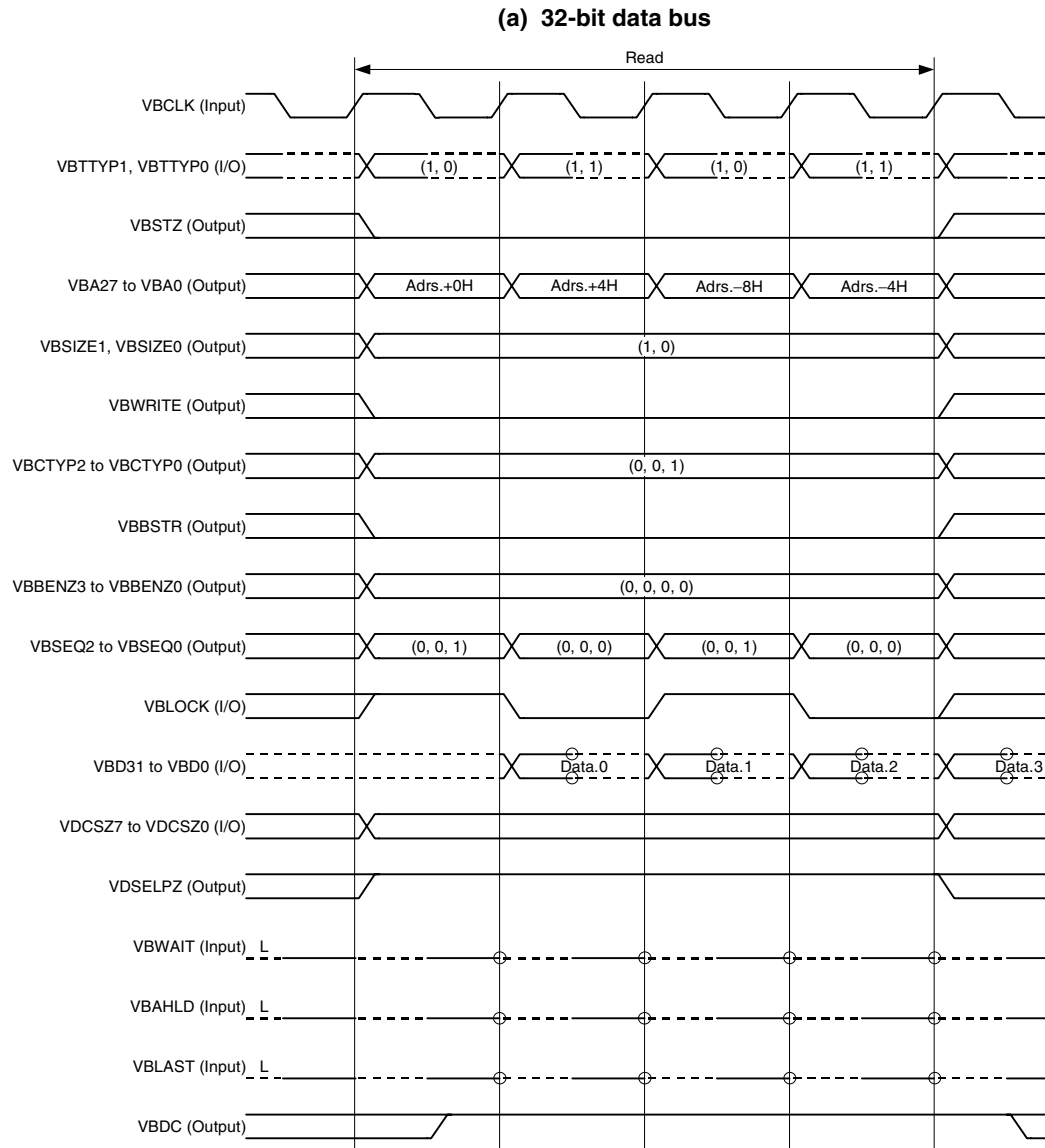 (a) 32-bit data bus
Read
VBCLK (Input)
VBTTYP1, VBTTYP0 (I/O) (1, 0) (1, 1) (1, 0) (1, 1)
VBSTZ (Output)
VBA27 to VBA0 (Output) Adrs.+0H Adrs.+4H Adrs.−8H Adrs.−4H
VBSIZE1, VBSIZE0 (Output) (1, 0)
VBWRITE (Output)
VBCTYP2 to VBCTYP0 (Output) (0, 0, 1)
VBBSTR (Output)
VBBENZ3 to VBBENZ0 (Output) (0, 0, 0, 0)
VBSEQ2 to VBSEQ0 (Output) (0, 0, 1) (0, 0, 0) (0, 0, 1) (0, 0, 0)
VBLOCK (I/O)
VBD31 to VBD0 (I/O) Data.0 Data.1 Data.2 Data.3
VDCSZ7 to VDCSZ0 (I/O)
VDSELPZ (Output)
VBWAIT (Input) L
VBAHLD (Input) L
VBLAST (Input) L
VBDC (Output)